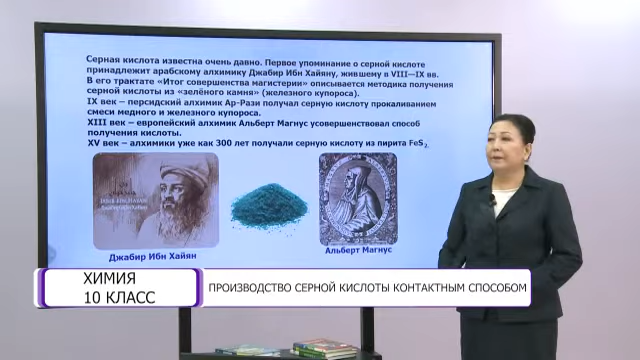 Серная кислота известна очень давно. Первое упоминание о серной кислоте
принадлежит арабскому алхимику Джабир Ибн Хайяну, жившему в VIII—IX вв.
В его трактате «Итог совершенства магистерии» описывается методика получения
серной кислоты из «зелёного камня» (железного купороса).
IX век – персидский алхимик Ар-Рази получал серную кислоту прокаливанием
смеси медного и железного купороса.
XIII век – европейский алхимик Альберт Магнус усовершенствовал способ
получения кислоты.
XV век – алхимики уже как 300 лет получали серную кислоту из пирита FeS₂.
Джабир Ибн Хайян
Альберт Магнус
ХИМИЯ
10 КЛАСС
ПРОИЗВОДСТВО СЕРНОЙ КИСЛОТЫ КОНТАКТНЫМ СПОСОБОМ